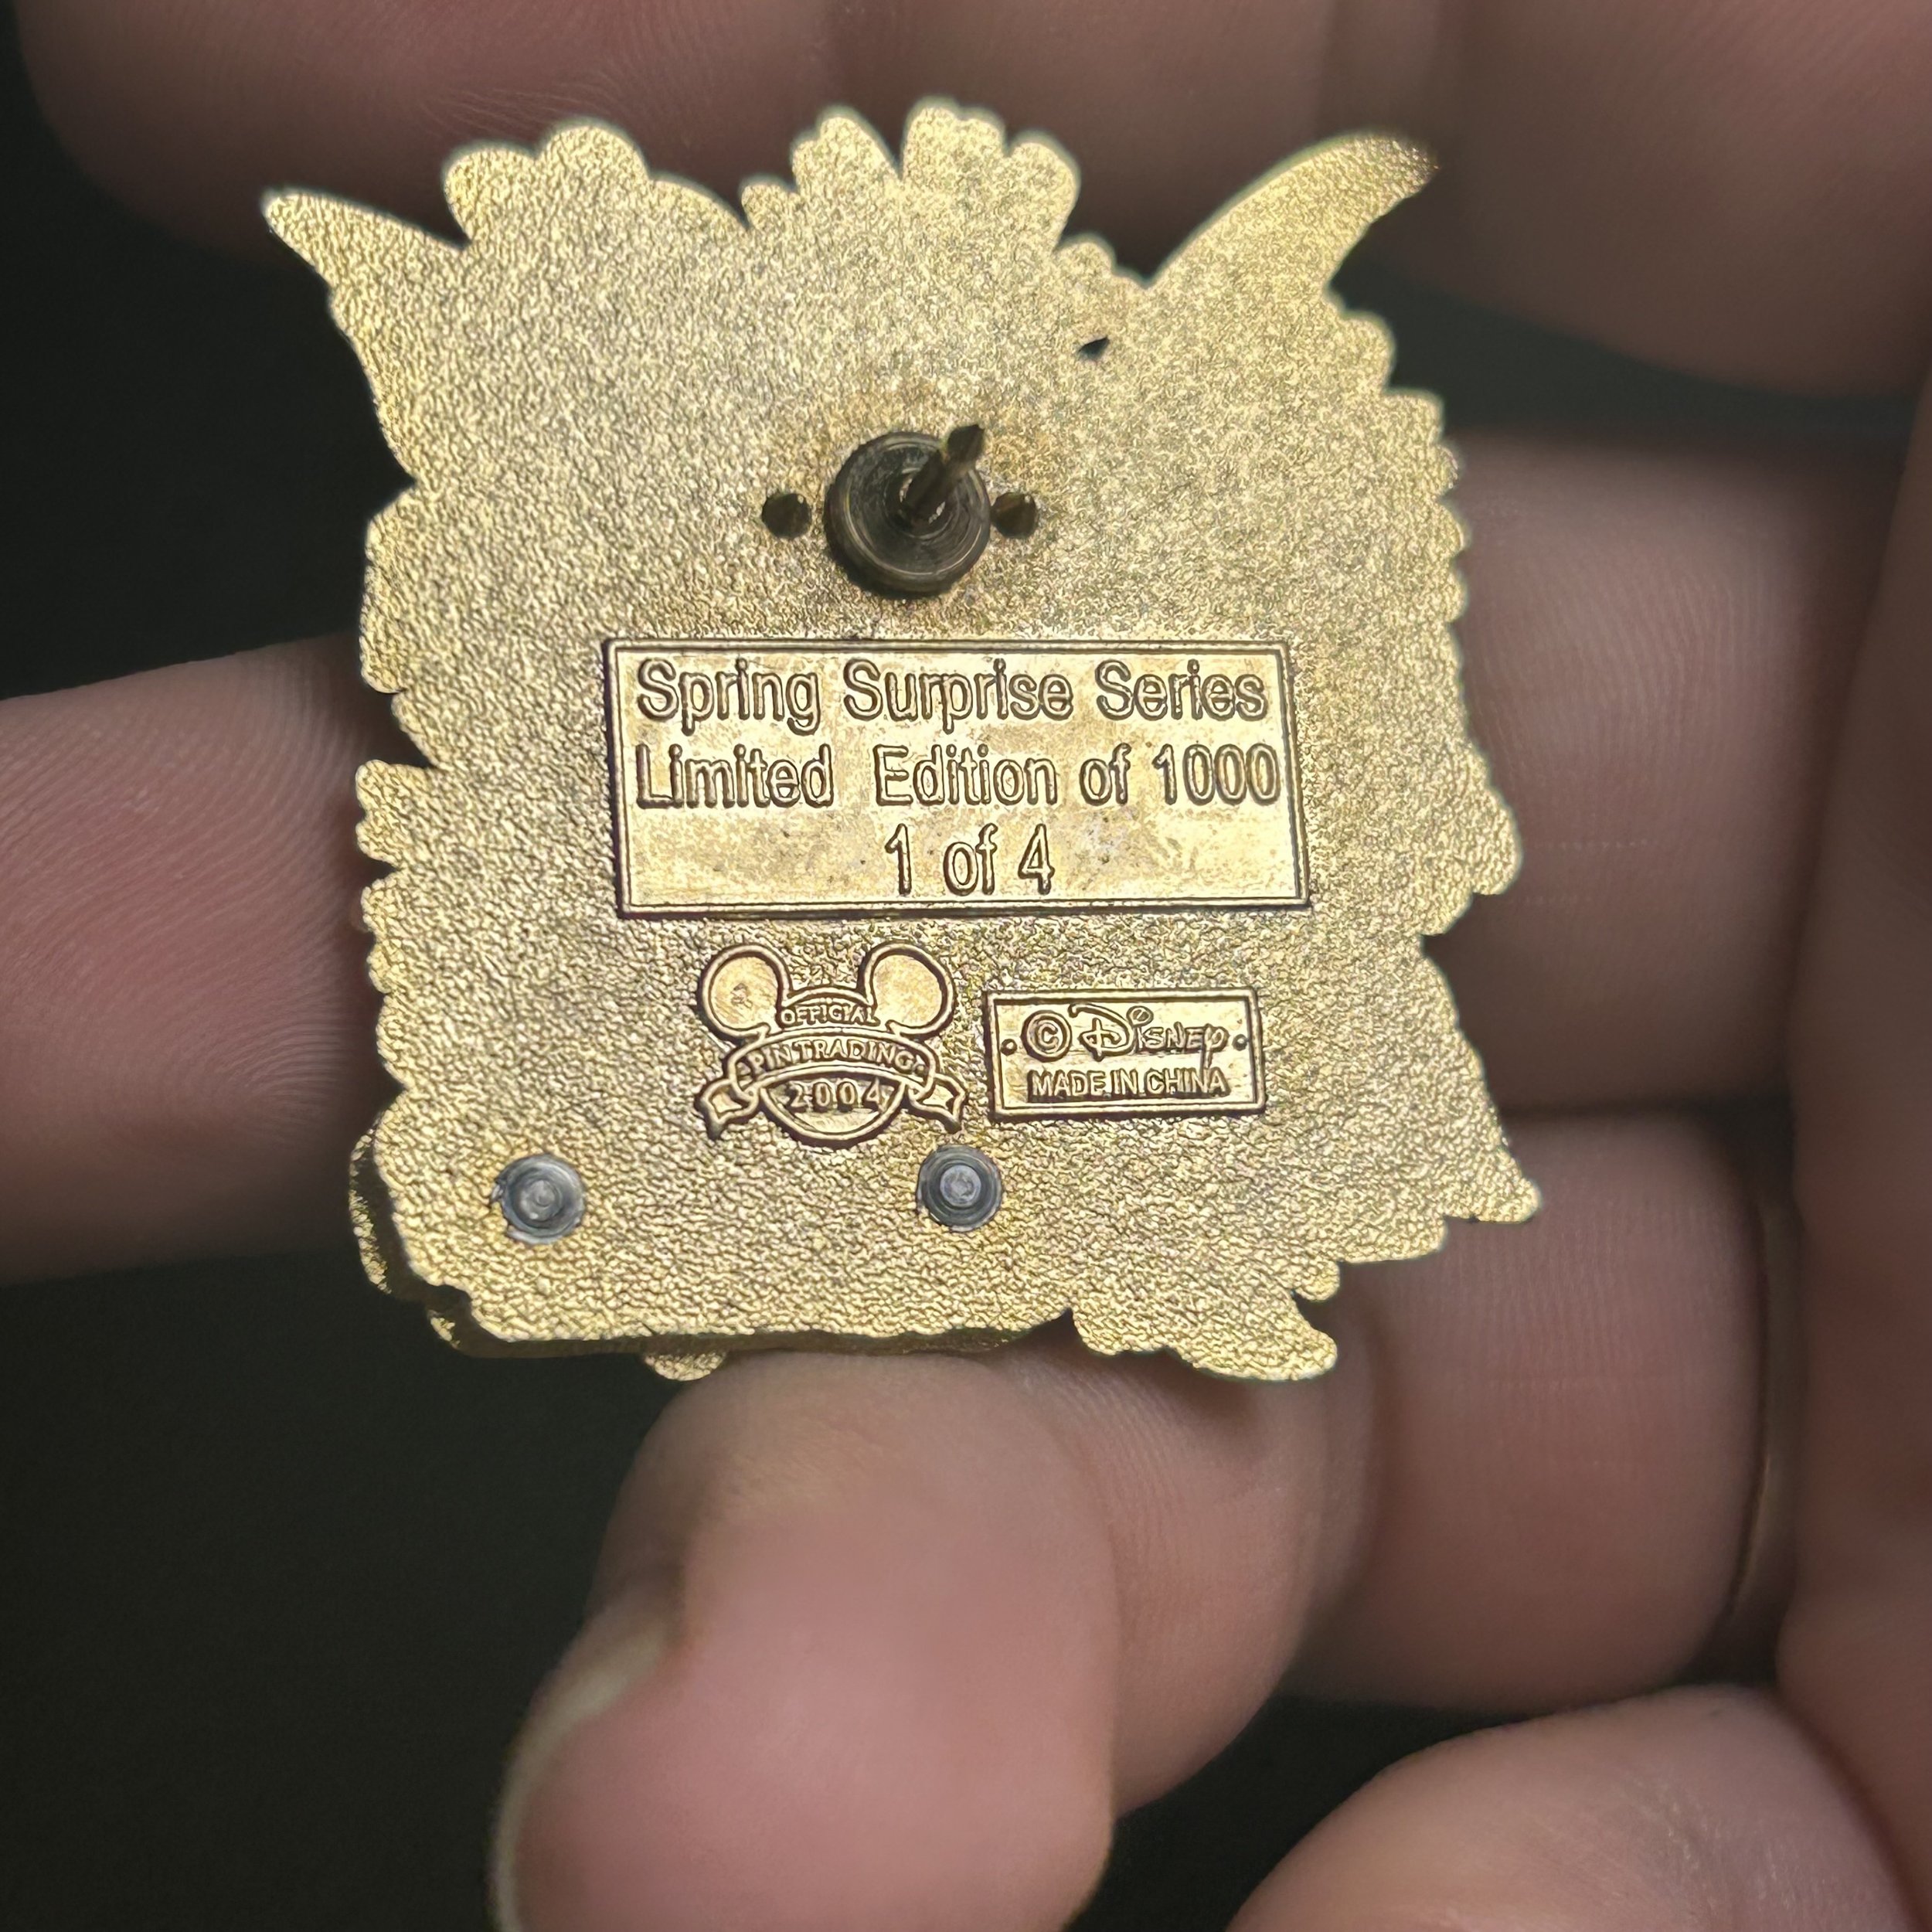 Spring Surprise Series
Limited Edition of 1000
1 of 4
OFFICIAL
PIN TRADING
2004
© Disney
MADE IN CHINA